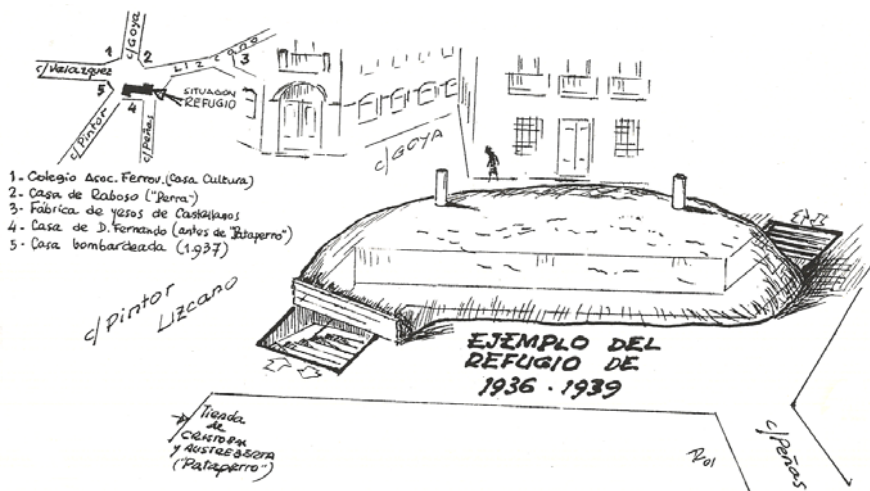 c/GOYA
1
2
LIZCANO
3
c/Velazquez
5
SITUACION
REFUGIO
4
c/Pintor
c/Peñas
1- Colegio Asoc. Ferrov. (Casa Cultura)
2- Casa de Raboso ("Perra")
3- Fábrica de yesos de Castellanos
4- Casa de D. Fernando (antes de "Pataperro")
5- Casa bombardeada (1.937)
c/GOYA
c/Pintor
Lizcano
EJEMPLO DEL
REFUGIO DE
1936 - 1939
Tienda
de
y AUSTREBERTA
("Pataperro")
c/Peñas